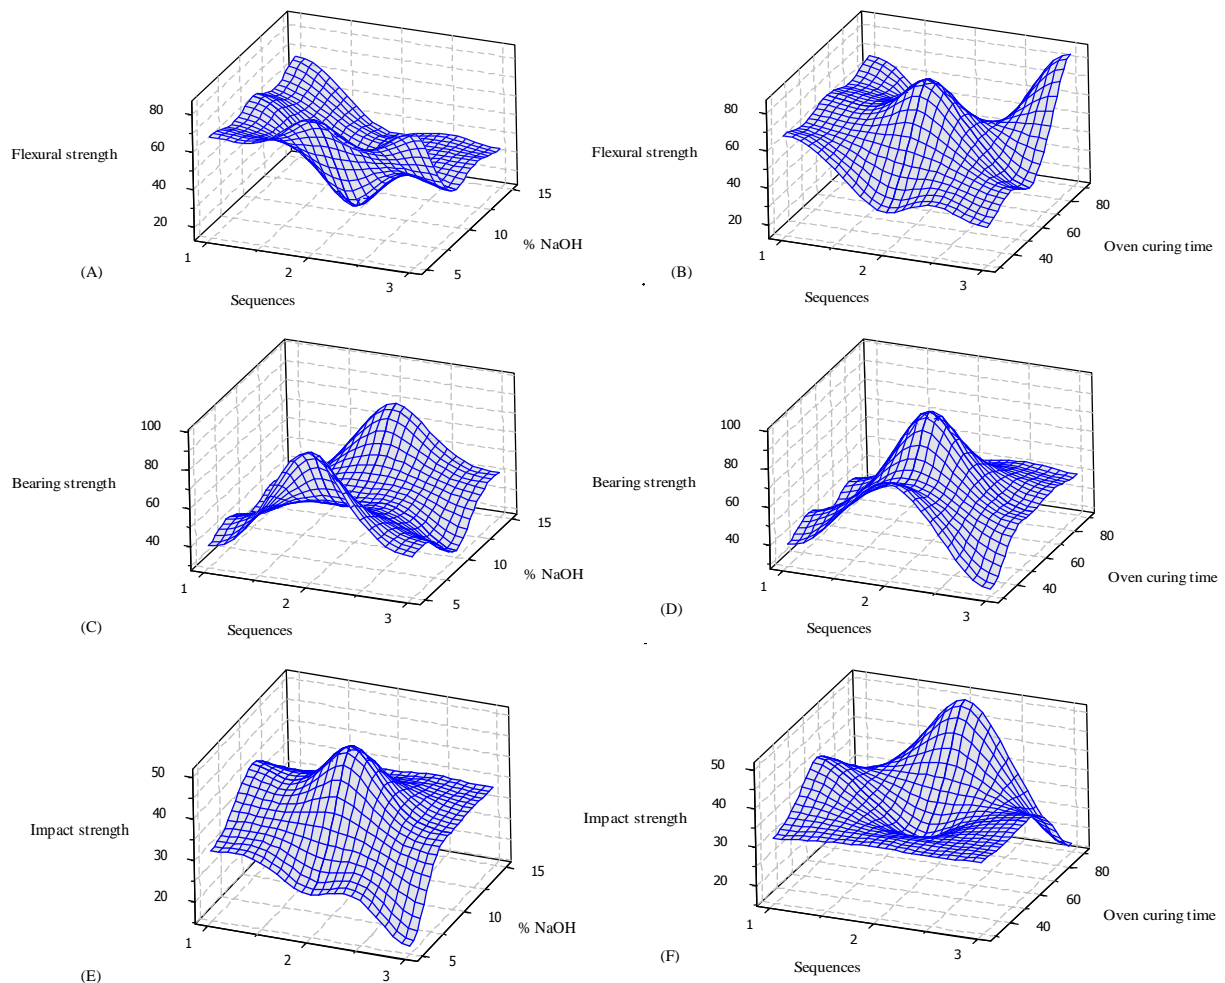 80
60
40
20
Flexural strength
1
2
3
Sequences
5
10
15
% NaOH
(A)
80
60
40
20
Flexural strength
1
2
3
Sequences
40
60
80
Oven curing time
(B)
100
80
60
40
Bearing strength
1
2
3
Sequences
5
10
15
% NaOH
(C)
100
80
60
40
Bearing strength
1
2
3
Sequences
40
60
80
Oven curing time
(D)
50
40
30
20
Impact strength
1
2
3
5
10
15
% NaOH
(E)
50
40
30
20
Impact strength
1
2
3
Sequences
40
60
80
Oven curing time
(F)